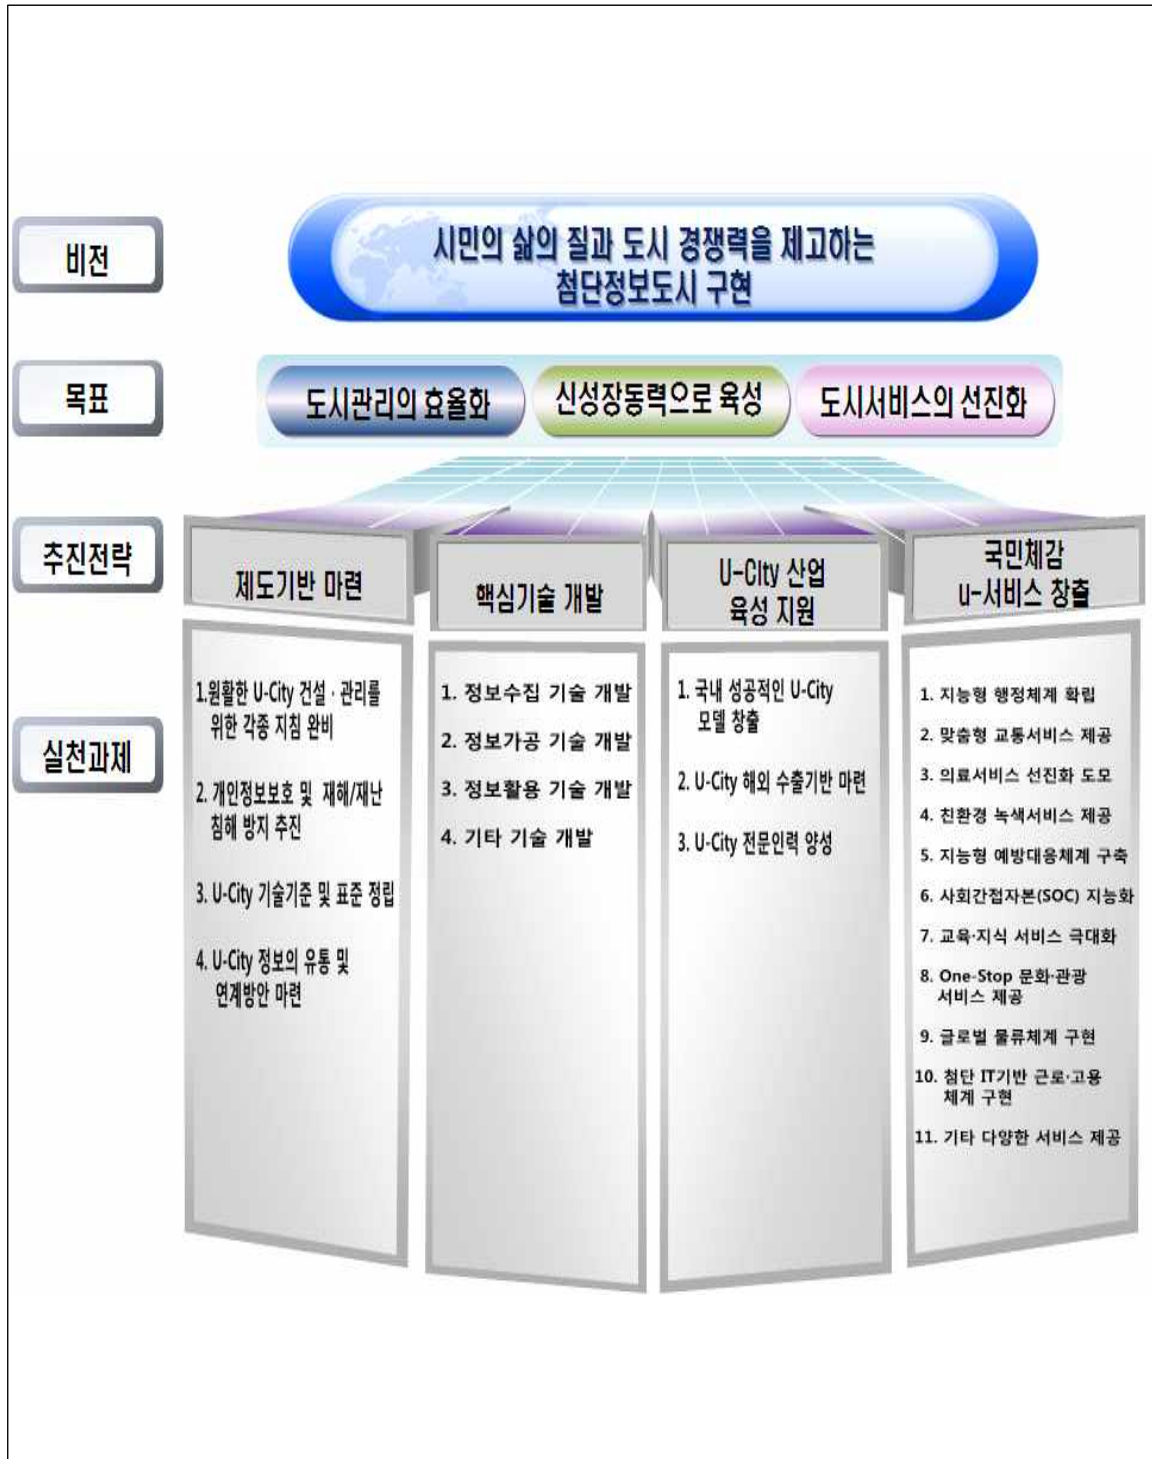 비전
시민의 삶의 질과 도시 경쟁력을 제고하는
첨단정보도시 구현
목표
도시관리의 효율화
신성장동력으로 육성
도시서비스의 선진화
추진전략
제도기반 마련
핵심기술 개발
U-City 산업
육성 지원
국민체감
u-서비스 창출
실천과제
1.원활한 U-City 건설 · 관리를
위한 각종 지침 완비
2. 개인정보보호 및 재해/재난
침해 방지 추진
3. U-City 기술기준 및 표준 정립
4. U-City 정보의 유통 및
연계방안 마련
1. 정보수집 기술 개발
2. 정보가공 기술 개발
3. 정보활용 기술 개발
4. 기타 기술 개발
1. 국내 성공적인 U-City
모델 창출
2. U-City 해외 수출기반 마련
3. U-City 전문인력 양성
1. 지능형 행정체계 확립
2. 맞춤형 교통서비스 제공
3. 의료서비스 선진화 도모
4. 친환경 녹색서비스 제공
5. 지능형 예방대응체계 구축
6. 사회간접자본(SOC) 지능화
7. 교육·지식 서비스 극대화
8. One-Stop 문화·관광
서비스 제공
9. 글로벌 물류체계 구현
10. 첨단 IT기반 근로·고용
체계 구현
11. 기타 다양한 서비스 제공